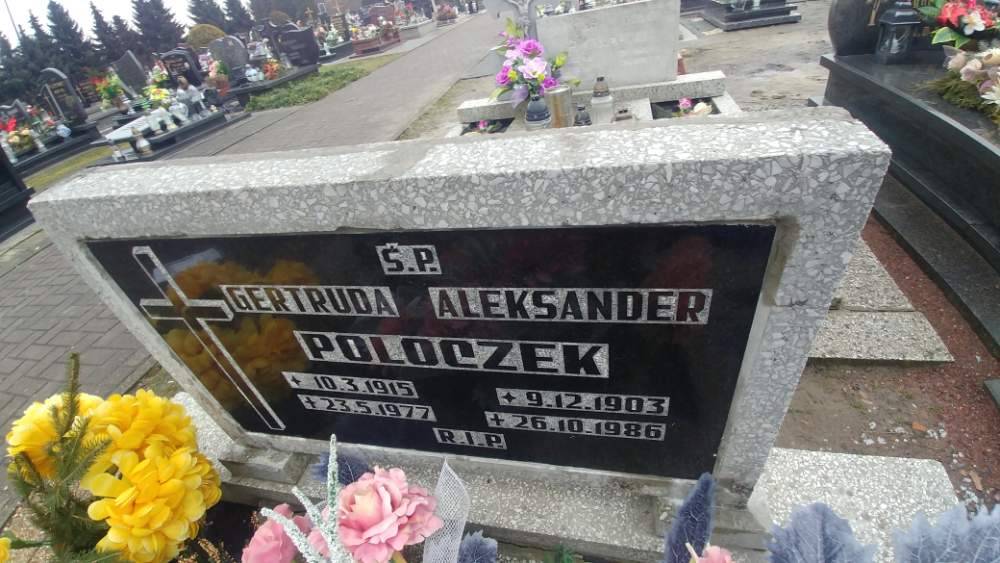 Ś.P.
GERTRUDA ALEKSANDER
POLOCZEK
✦ 10.3.1915 ✦ 9.12.1903
✝ 23.5.1977 ✝ 26.10.1986
R.I.P.